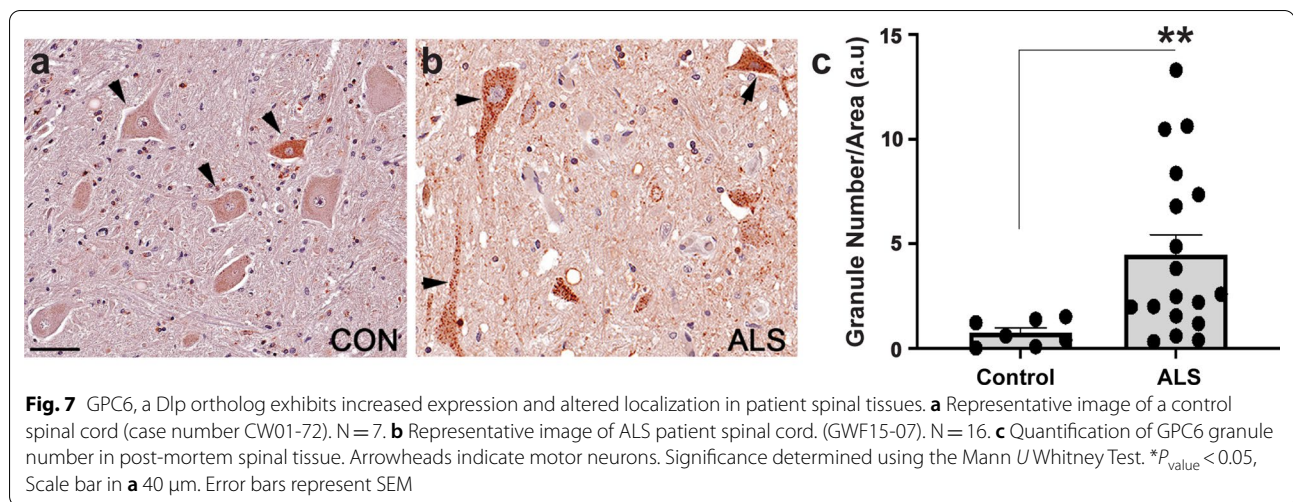 a
CON
b
ALS
c
Granule Number/Area (a.u)
15
10
5
0
**
Control
ALS
Fig. 7 GPC6, a Dlp ortholog exhibits increased expression and altered localization in patient spinal tissues. a Representative image of a control
spinal cord (case number CW01-72). N = 7. b Representative image of ALS patient spinal cord. (GWF15-07). N = 16. c Quantification of GPC6 granule
number in post-mortem spinal tissue. Arrowheads indicate motor neurons. Significance determined using the Mann U Whitney Test. *Pvalue < 0.05,
Scale bar in a 40 μm. Error bars represent SEM